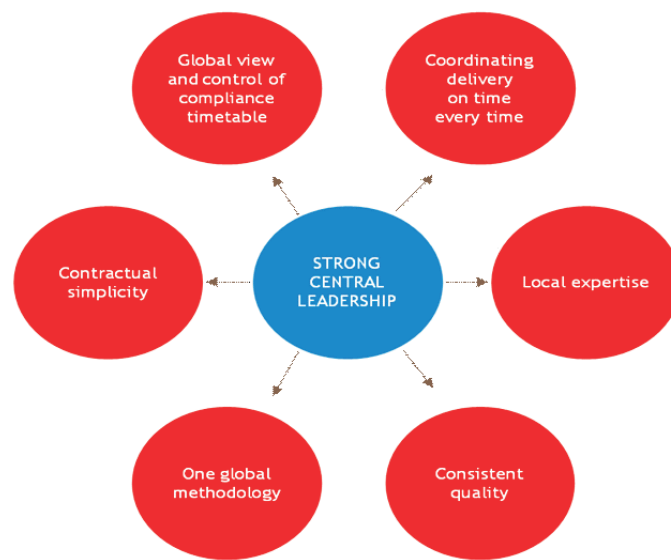 Global view
and control of
compliance
timetable
Coordinating
delivery
on time
every time
Contractual
simplicity
STRONG
CENTRAL
LEADERSHIP
Local expertise
One global
methodology
Consistent
quality